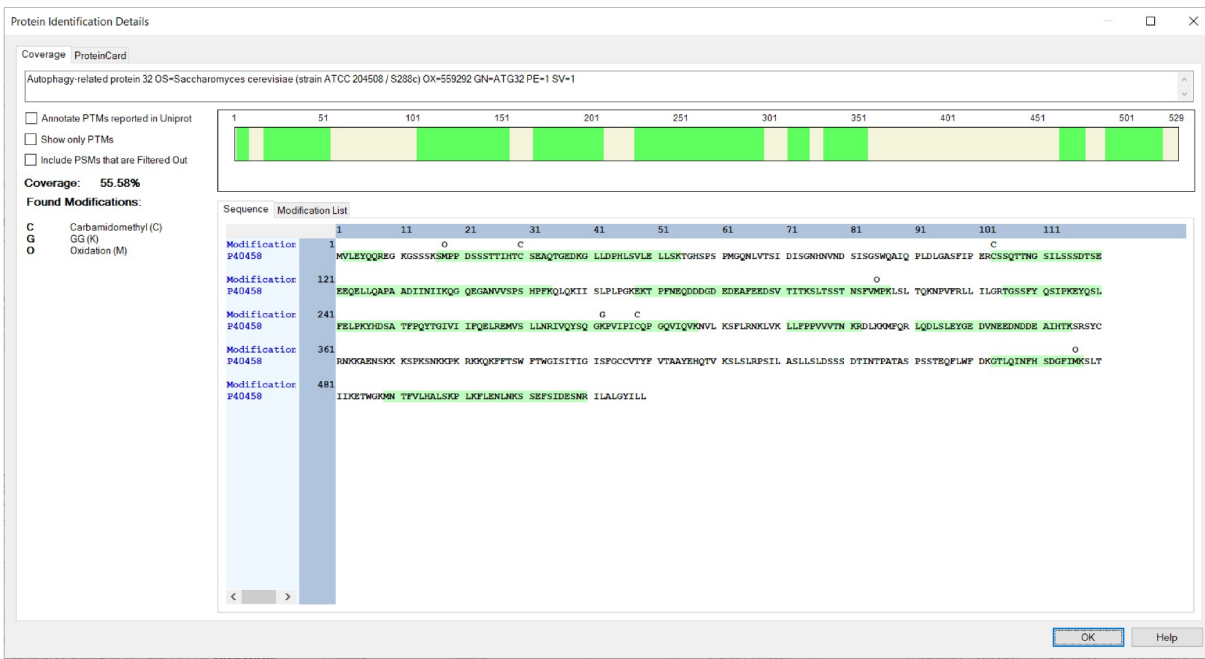 Protein Identification Details
Coverage ProteinCard
Autophagy-related protein 32 OS=Saccharomyces cerevisiae (strain ATCC 204508 / S288c) OX=559292 GN=ATG32 PE=1 SV=1
Annotate PTMs reported in Uniprot
Show only PTMs
Include PSMs that are Filtered Out
Coverage: 55.58%
Found Modifications:
C Carbamidomethyl (C)
G GG (K)
O Oxidation (M)
1 51 101 151 201 251 301 351 401 451 501 529
Sequence Modification List
1 11 21 31 41 51 61 71 81 91 101 111
Modification 1 O C C
P40458 MVLEYQQREG KGSSSKSMPP DSSSTTIHTC SEAQTGEDKG LLDPHLSVLE LLSKTGHSPS PMGQNLVTSI DISGNHNVND SISGSWQAIQ PLDLGASFIP ERCSSQTTNG SILSSSDTSE
Modification 121 O
P40458 EEQELLQAPA ADIINIIKQG QEGANVVSPS HPFKQLQKII SLPLPGKEKT PFNEQDDDGD EDEAFEEDSV TITKSLTSST NSFVMPKLSL TQKNPVFRLL ILGRTGSSFY QSIPKEYQSL
Modification 241 G C
P40458 FELPKYHDSA TFPQYTGIVI IFQELREMVS LLNRIVQYSQ GKPVIPICQP GQVIQVKNVL KSFLRNKLVK LLFPPVVVTN KRDLKKMFQR LQDLSLEYGE DVNEEDNDDE AIHTKSRSYC
Modification 361 O
P40458 RNKKAENSKK KSPKSNKKPK RKKQKFFTSW FTWGISITIG ISFGCCVTYF VTAAYEHQTV KSLSLRPSIL ASLLSLDSSS DTINTPATAS PSSTEQFLWF DKGTLQINFH SDGFIMKSLT
Modification 481
P40458 IIKETWGKMN TFVLHALSKP LKFLENLNKS SEFSIDESNR ILALGYILL
OK Help